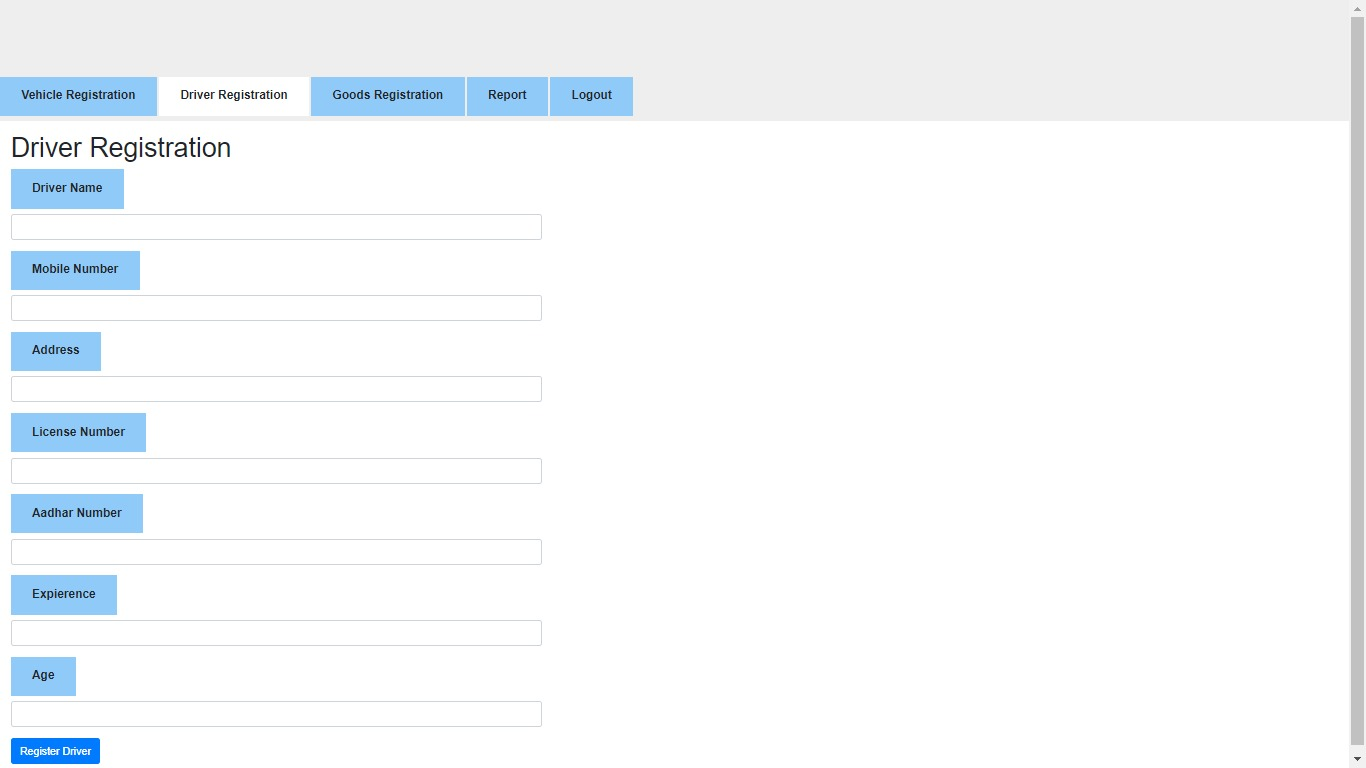 Vehicle Registration Driver Registration Goods Registration Report Logout
Driver Registration
Driver Name
Mobile Number
Address
License Number
Aadhar Number
Expierence
Age
Register Driver